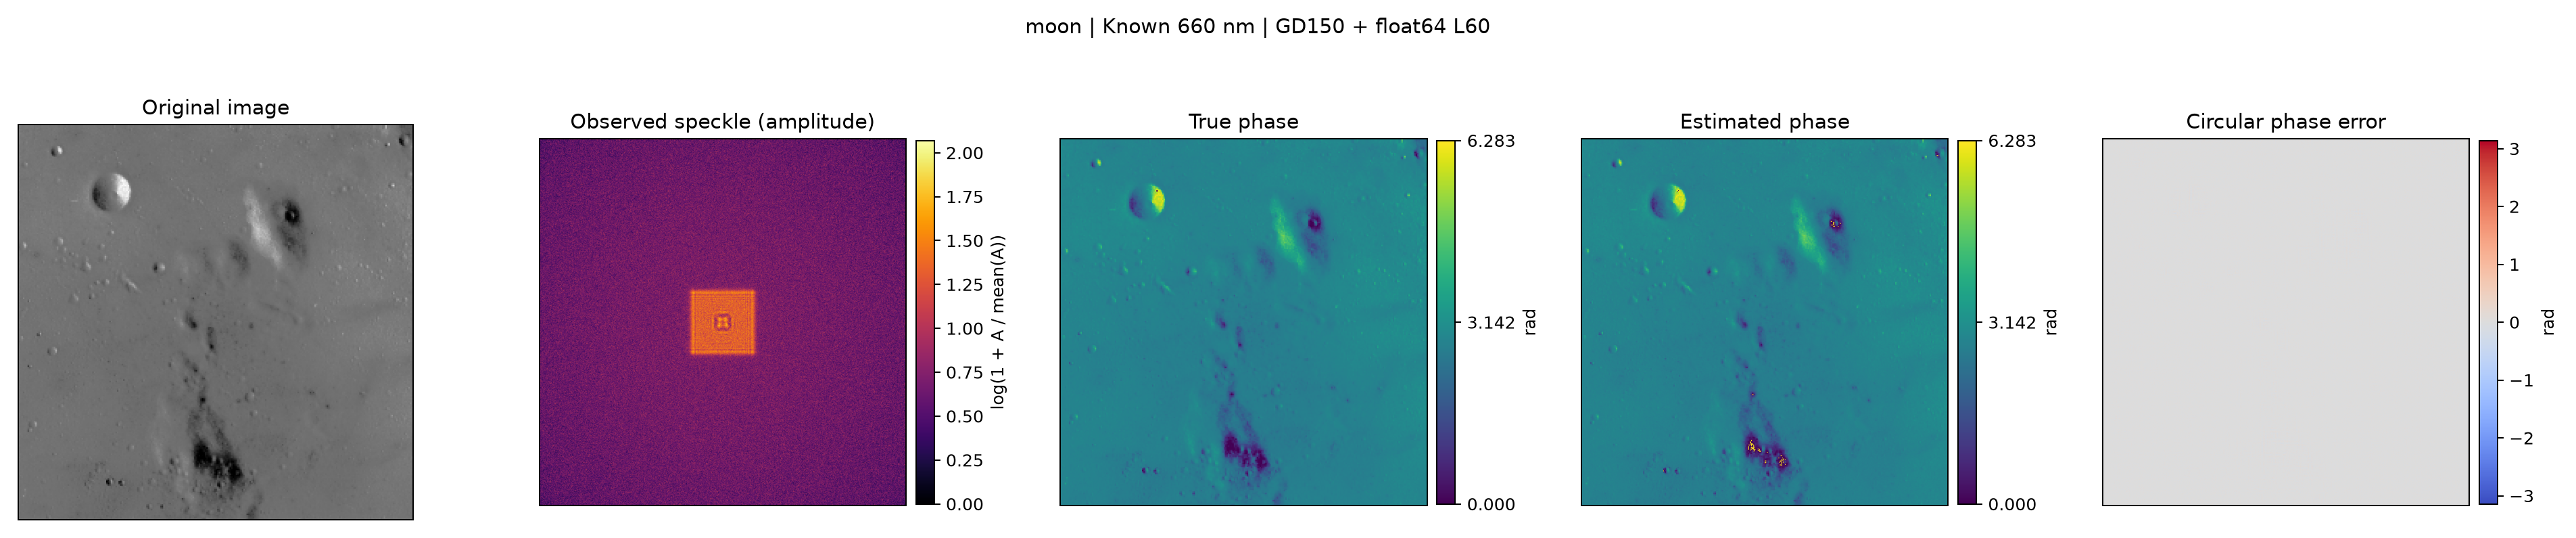 moon | Known 660 nm | GD150 + float64 L60
Original image
Observed speckle (amplitude)
2.00
1.75
1.50
1.25
1.00
0.75
0.50
0.25
0.00
log(1 + A / mean(A))
True phase
6.283
3.142
0.000
rad
Estimated phase
6.283
3.142
0.000
rad
Circular phase error
3
2
1
0
−1
−2
−3
rad